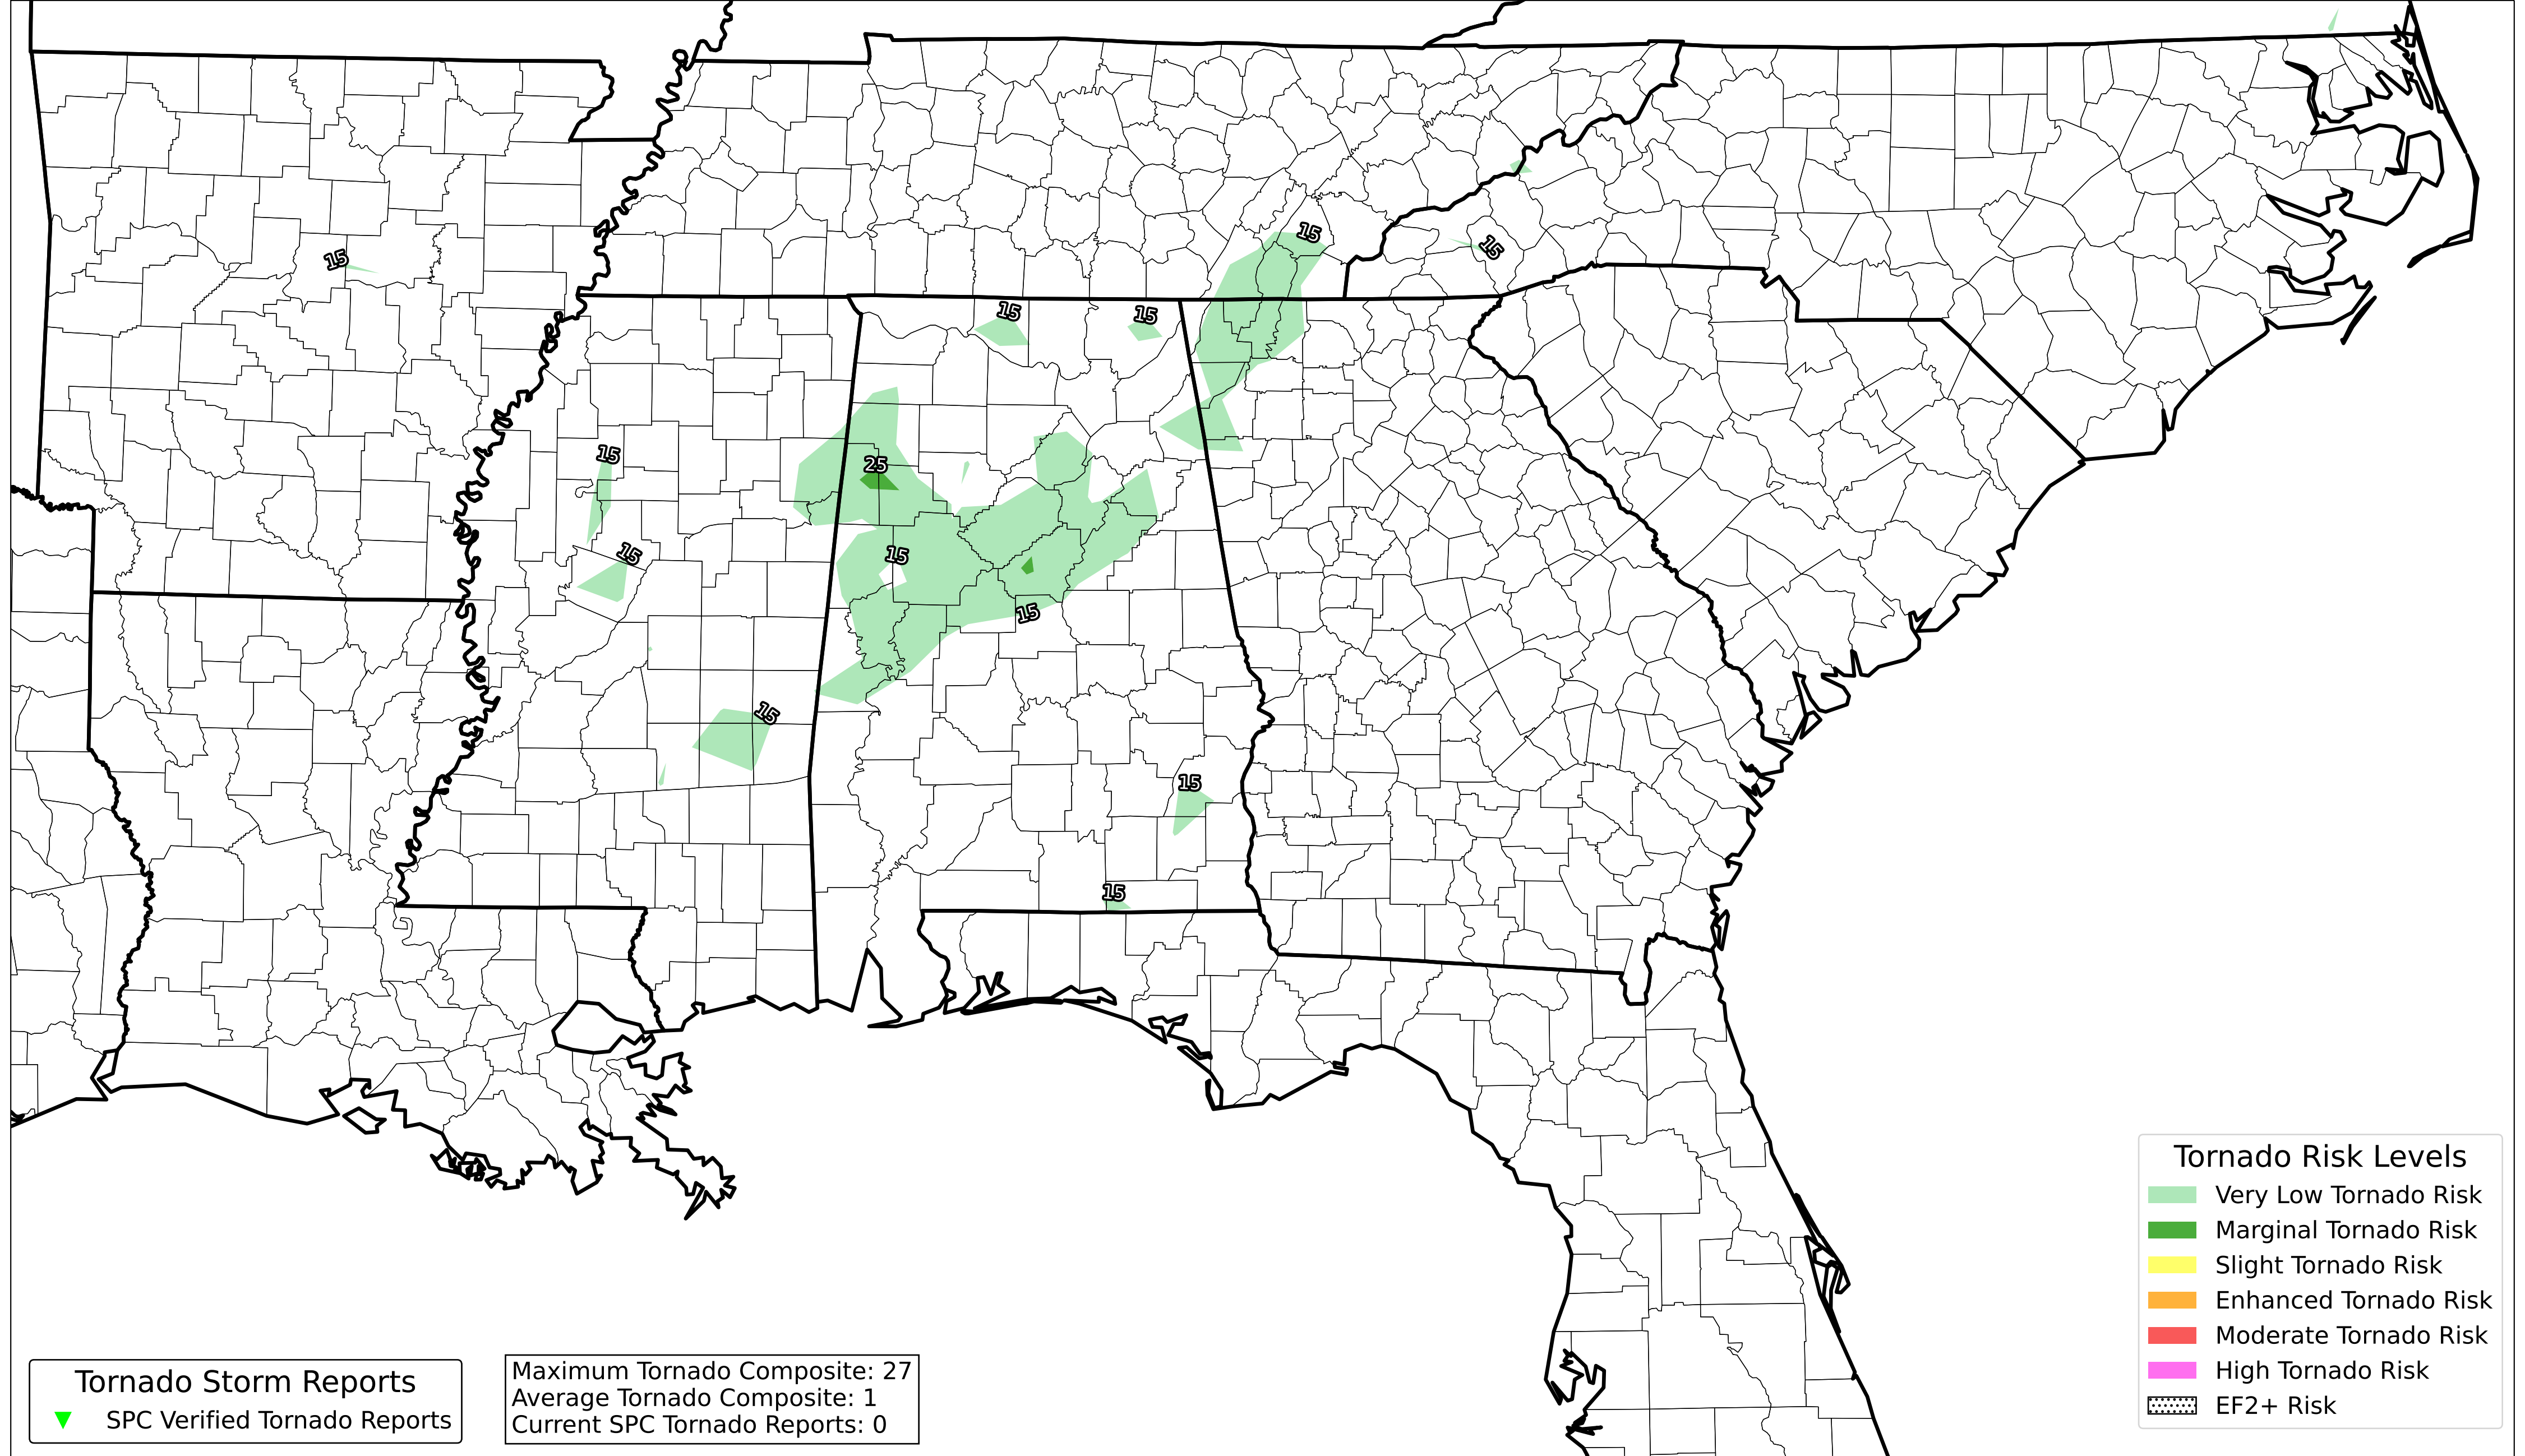 15
15
15
15
15
15
25
15
15
15
15
15
15
Tornado Risk Levels
Very Low Tornado Risk
Marginal Tornado Risk
Slight Tornado Risk
Enhanced Tornado Risk
Moderate Tornado Risk
High Tornado Risk
EF2+ Risk
Tornado Storm Reports
SPC Verified Tornado Reports
Maximum Tornado Composite: 27
Average Tornado Composite: 1
Current SPC Tornado Reports: 0